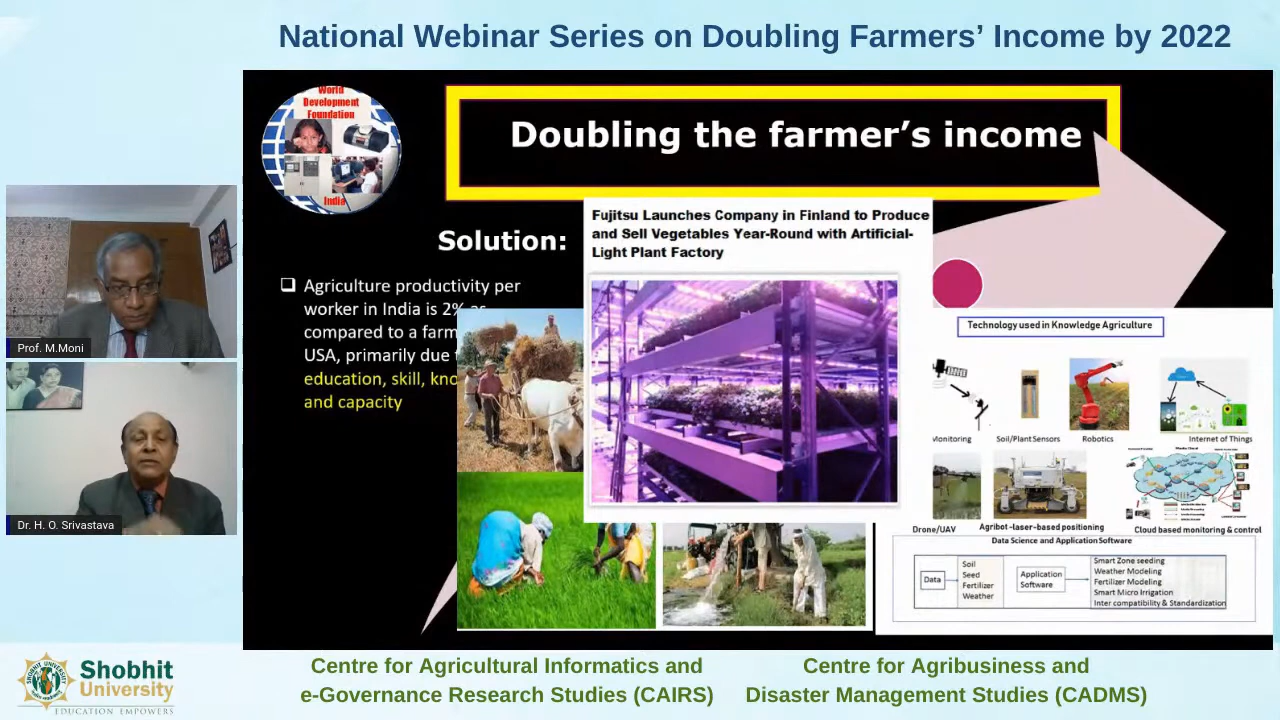 National Webinar Series on Doubling Farmers’ Income by 2022
World
Development
Foundation
India
Doubling the farmer’s income
Solution:
❑ Agriculture productivity per
worker in India is 2% as
compared to a farm
USA, primarily due
education, skill,
and capacity
Fujitsu Launches Company in Finland to Produce
and Sell Vegetables Year-Round with Artificial-
Light Plant Factory
Technology used in Knowledge Agriculture
Monitoring
Soil/Plant Sensors
Robotics
Internet of Things
Drone/UAV
Agribot -laser-based positioning
Cloud based monitoring & control
Data Science and Application Software
Data
Soil
Seed
Fertilizer
Weather
Application
Software
Smart Zone seeding
Weather Modeling
Fertilizer Modeling
Smart Micro Irrigation
Inter compatibility & Standardization
Prof. M.Moni
Dr. H. O. Srivastava
Shobhit
University
EDUCATION EMPOWERS
Centre for Agricultural Informatics and
e-Governance Research Studies (CAIRS)
Centre for Agribusiness and
Disaster Management Studies (CADMS)